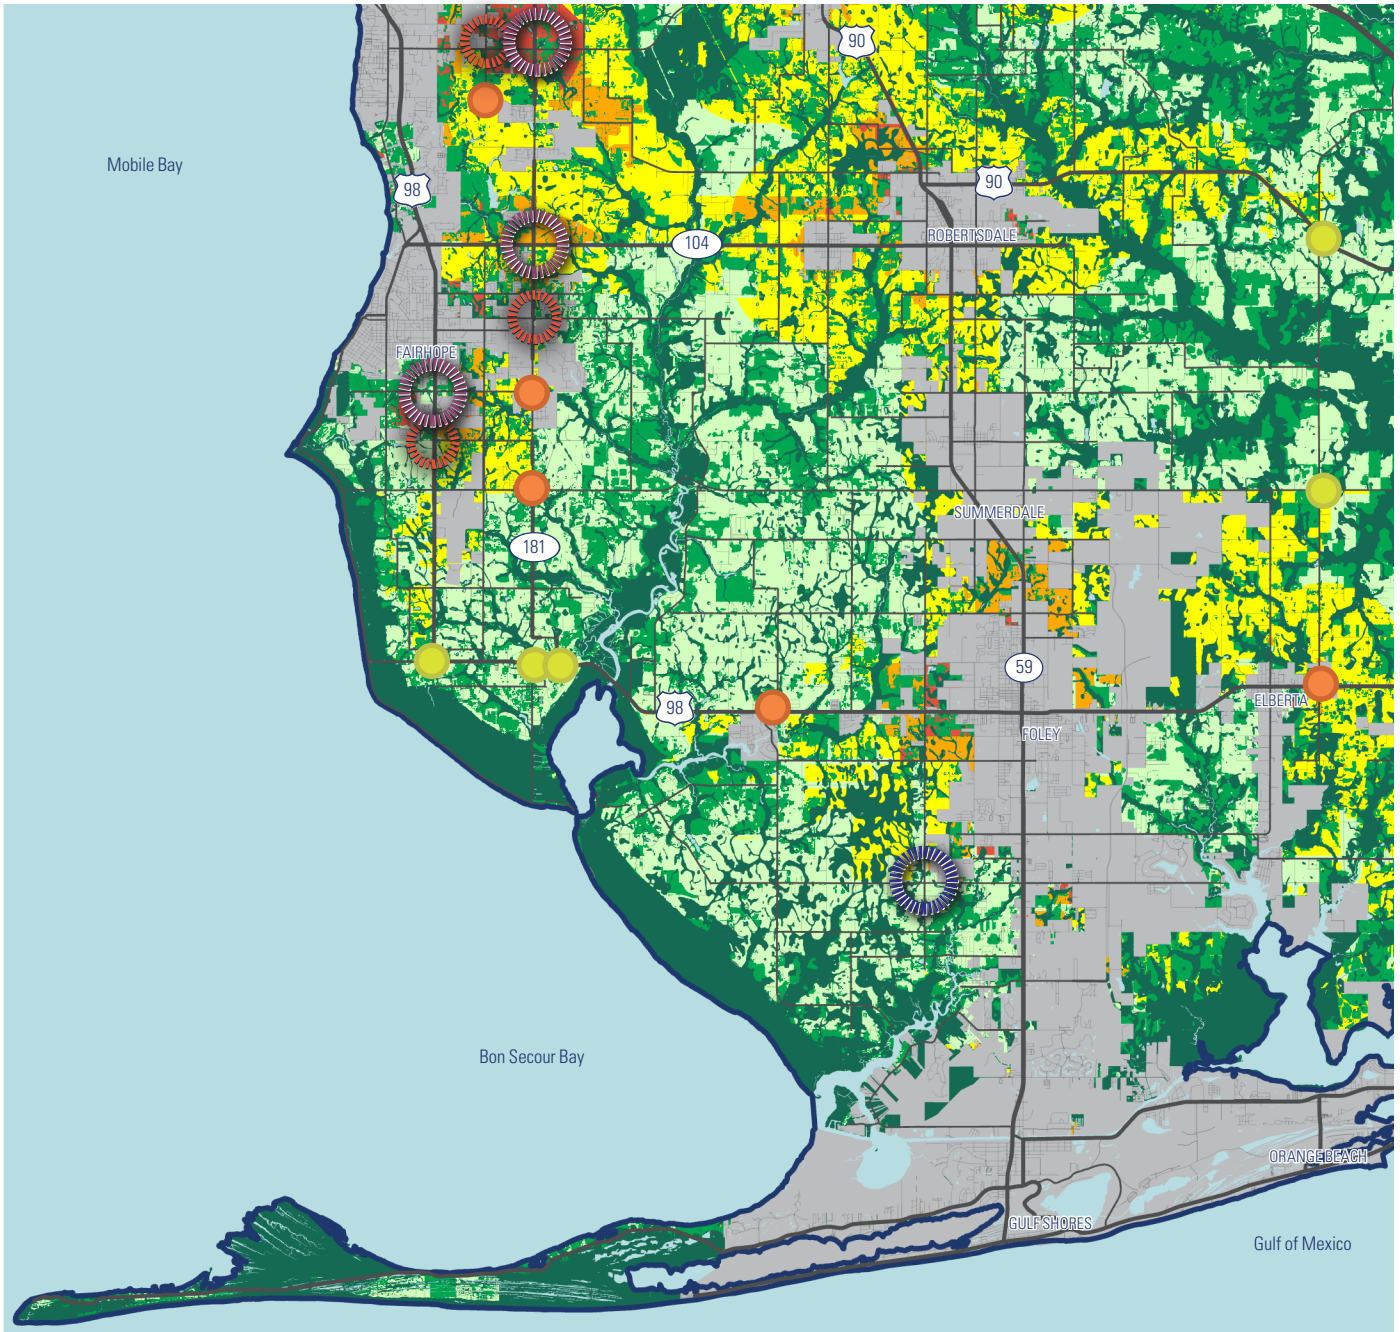 90
Mobile Bay
90
98
ROBERTSDALE
104
FAIRHOPE
SUMMERDALE
181
59
98
ELBERTA
FOLEY
Bon Secour Bay
ORANGE BEACH
GULF SHORES
Gulf of Mexico